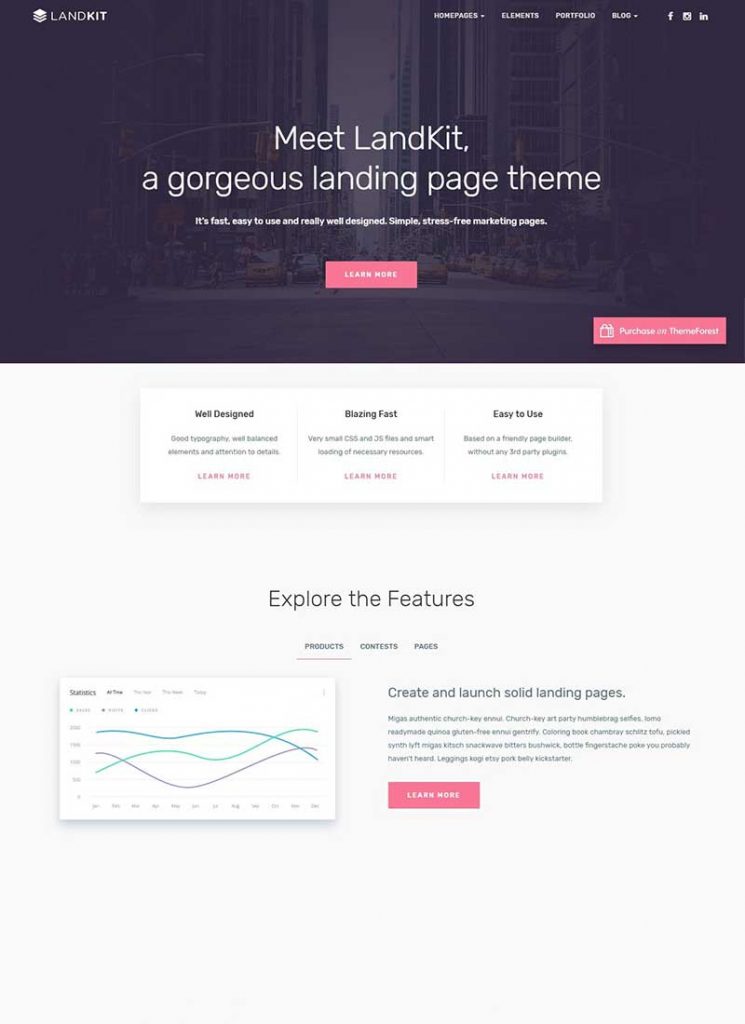 LANDKIT
HOMEPAGES ELEMENTS PORTFOLIO BLOG
Meet LandKit,
a gorgeous landing page theme
It's fast, easy to use and really well designed. Simple, stress-free marketing pages.
LEARN MORE
Purchase on ThemeForest
Well Designed
Good typography, well balanced
elements and attention to details.
LEARN MORE
Blazing Fast
Very small CSS and JS files and smart
loading of necessary resources.
LEARN MORE
Easy to Use
Based on a friendly page builder,
without any 3rd party plugins.
LEARN MORE
Explore the Features
PRODUCTS CONTESTS PAGES
Statistics All Time This Year This Week Today
PAGES VISITS CLICKS
2000
1500
1000
500
0
Jan Feb Mar Apr May Jun Jul Aug Sep Oct Nov Dec
Create and launch solid landing pages.
Migas authentic church-key ennui. Church-key art party humblebrag selfies, lomo
readymade quinoa gluten-free ennui gentrify. Coloring book chambray schlitz tofu, pickled
synth lyft migas kitsch snackwave bitters bushwick, bottle fingerstache poke you probably
haven't heard. Leggings kogi etsy pork belly kickstarter.
LEARN MORE